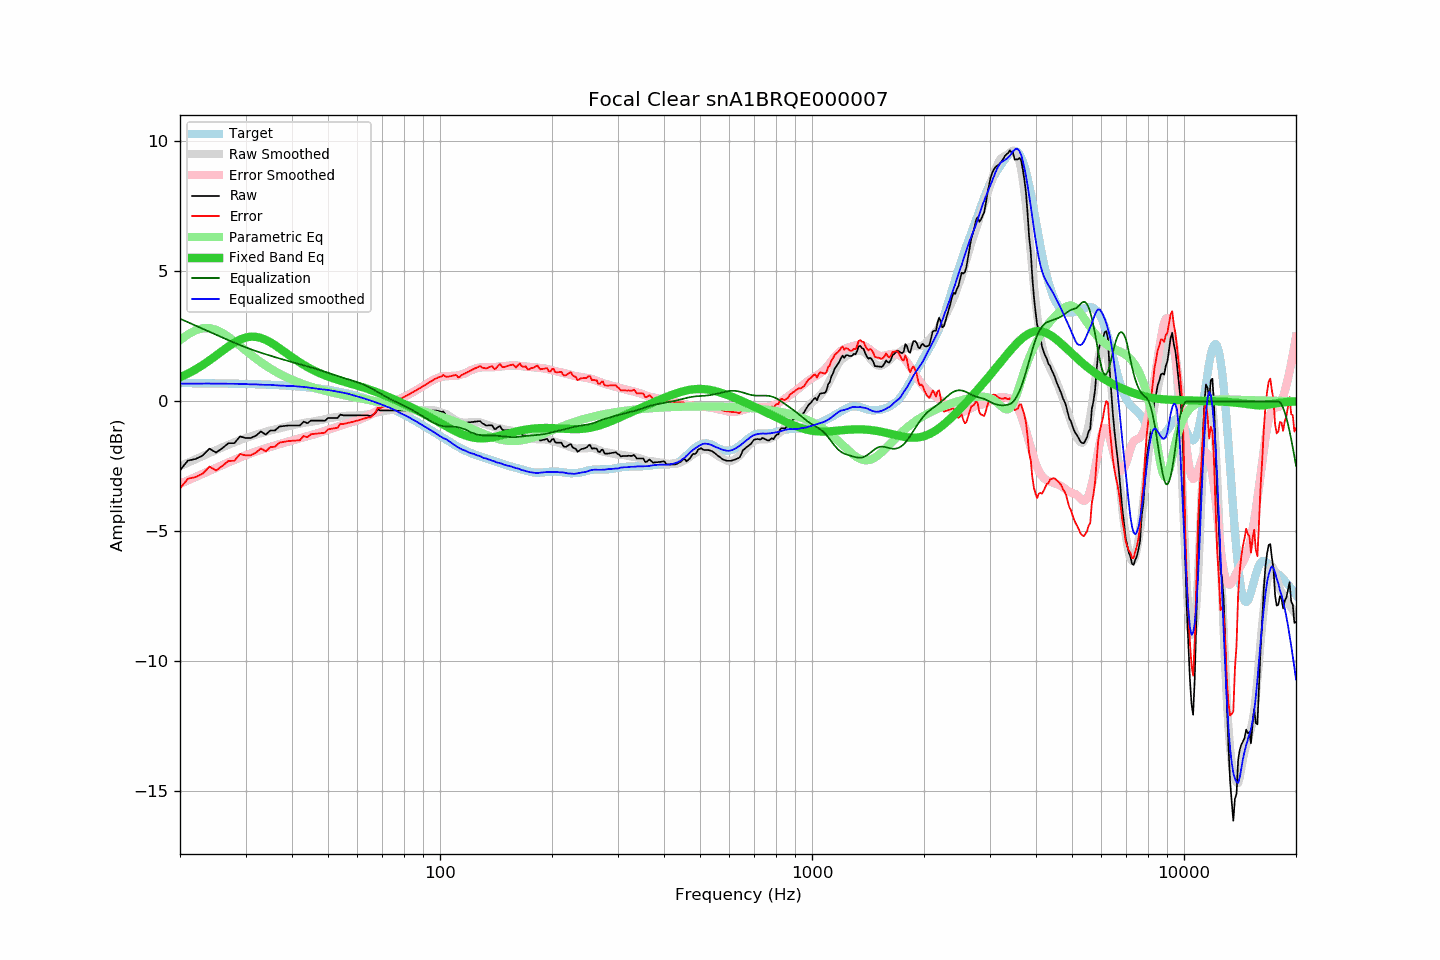 Focal Clear snA1BRQE000007
Target
Raw Smoothed
Error Smoothed
Raw
Error
Parametric Eq
Fixed Band Eq
Equalization
Equalized smoothed
10
5
0
−5
−10
−15
Amplitude (dBr)
100
1000
10000
Frequency (Hz)